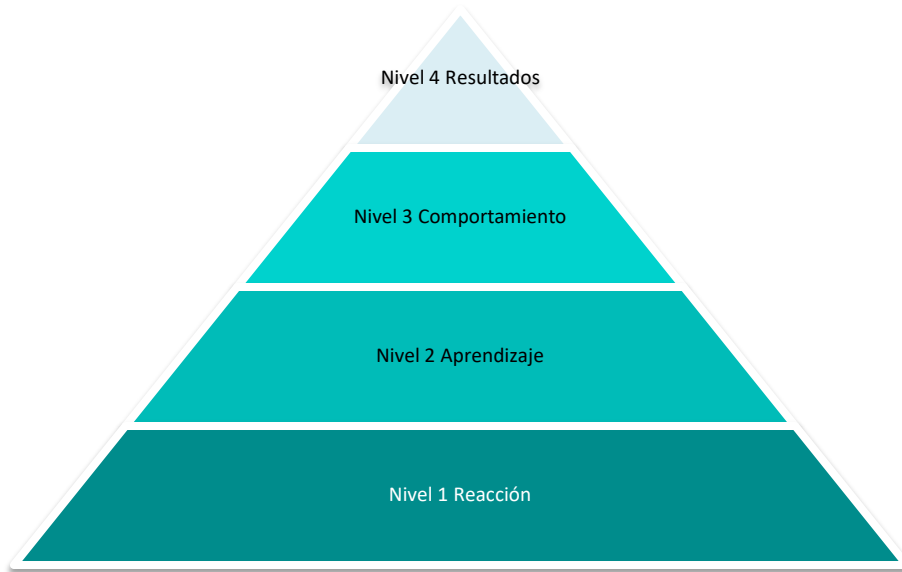 Nivel 4 Resultados
Nivel 3 Comportamiento
Nivel 2 Aprendizaje
Nivel 1 Reacción